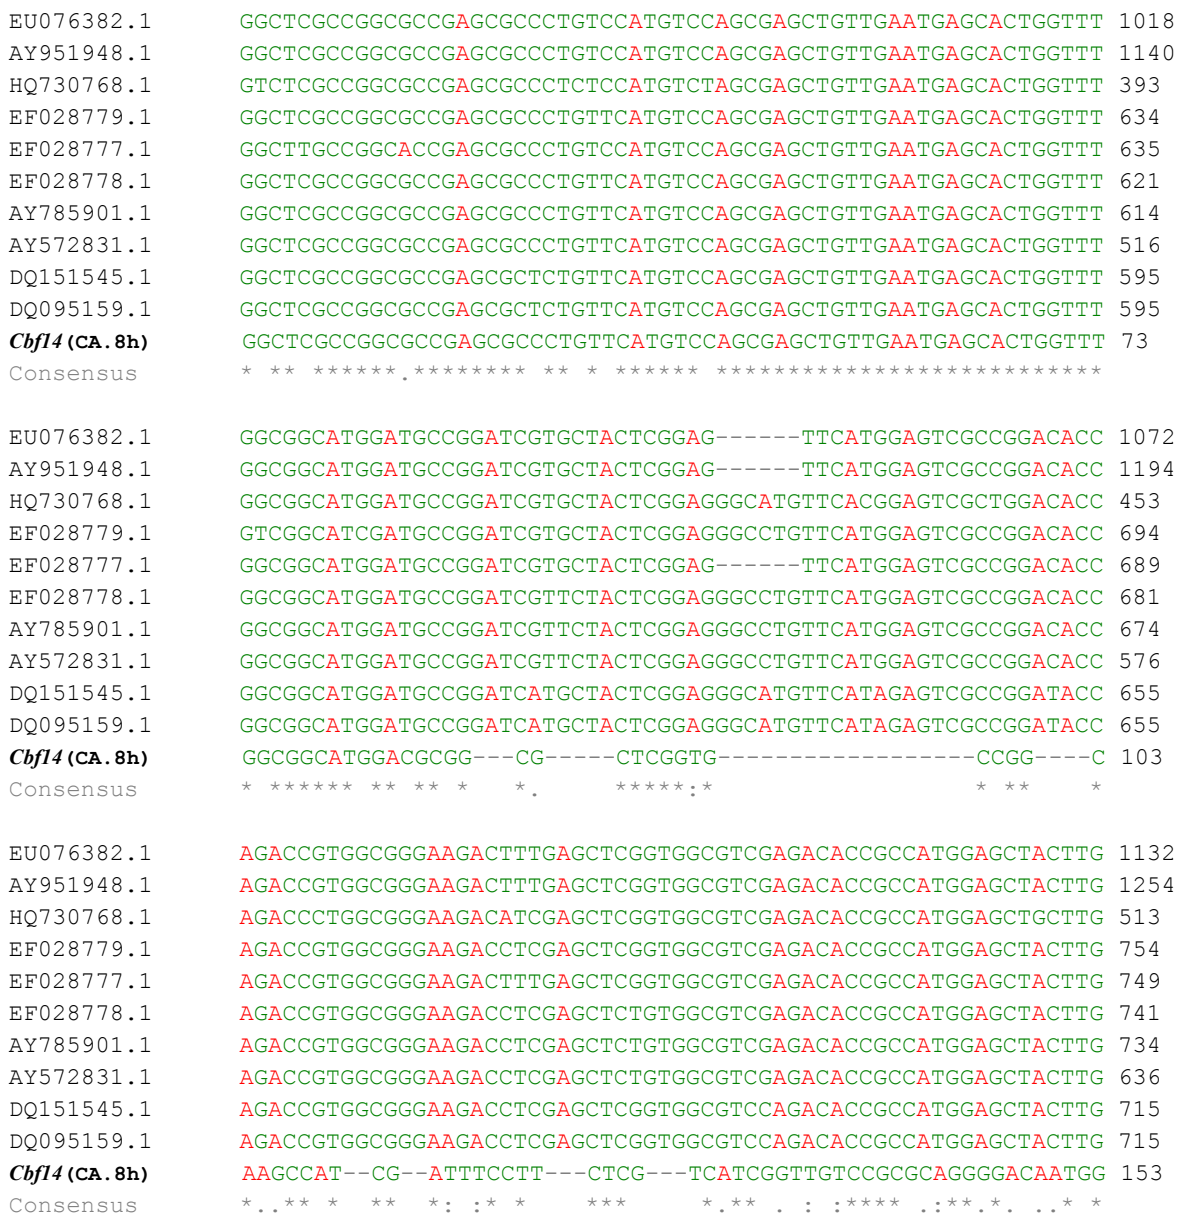 EU076382.1 GGCTCGCCGGCGCCGAGCGCCCTGTCCATGTCCAGCGAGCTGTTGAATGAGCACTGGTTT 1018
AY951948.1 GGCTCGCCGGCGCCGAGCGCCCTGTCCATGTCCAGCGAGCTGTTGAATGAGCACTGGTTT 1140
HQ730768.1 GTCTCGCCGGCGCCGAGCGCCCTCTCCATGTCTAGCGAGCTGTTGAATGAGCACTGGTTT 393
EF028779.1 GGCTCGCCGGCGCCGAGCGCCCTGTTCATGTCCAGCGAGCTGTTGAATGAGCACTGGTTT 634
EF028777.1 GGCTTGCCGGCACCGAGCGCCCTGTCCATGTCCAGCGAGCTGTTGAATGAGCACTGGTTT 635
EF028778.1 GGCTCGCCGGCGCCGAGCGCCCTGTTCATGTCCAGCGAGCTGTTGAATGAGCACTGGTTT 621
AY785901.1 GGCTCGCCGGCGCCGAGCGCCCTGTTCATGTCCAGCGAGCTGTTGAATGAGCACTGGTTT 614
AY572831.1 GGCTCGCCGGCGCCGAGCGCCCTGTTCATGTCCAGCGAGCTGTTGAATGAGCACTGGTTT 516
DQ151545.1 GGCTCGCCGGCGCCGAGCGCTCTGTTCATGTCCAGCGAGCTGTTGAATGAGCACTGGTTT 595
DQ095159.1 GGCTCGCCGGCGCCGAGCGCTCTGTTCATGTCCAGCGAGCTGTTGAATGAGCACTGGTTT 595
Cbf14(CA.8h) GGCTCGCCGGCGCCGAGCGCCCTGTTCATGTCCAGCGAGCTGTTGAATGAGCACTGGTTT 73
Consensus * ** ******.******** ** * ****** ***************************
EU076382.1 GGCGGCATGGATGCCGGATCGTGCTACTCGGAG------TTCATGGAGTCGCCGGACACC 1072
AY951948.1 GGCGGCATGGATGCCGGATCGTGCTACTCGGAG------TTCATGGAGTCGCCGGACACC 1194
HQ730768.1 GGCGGCATGGATGCCGGATCGTGCTACTCGGAGGGCATGTTCACGGAGTCGCTGGACACC 453
EF028779.1 GTCGGCATCGATGCCGGATCGTGCTACTCGGAGGGCCTGTTCATGGAGTCGCCGGACACC 694
EF028777.1 GGCGGCATGGATGCCGGATCGTGCTACTCGGAG------TTCATGGAGTCGCCGGACACC 689
EF028778.1 GGCGGCATGGATGCCGGATCGTTCTACTCGGAGGGCCTGTTCATGGAGTCGCCGGACACC 681
AY785901.1 GGCGGCATGGATGCCGGATCGTTCTACTCGGAGGGCCTGTTCATGGAGTCGCCGGACACC 674
AY572831.1 GGCGGCATGGATGCCGGATCGTTCTACTCGGAGGGCCTGTTCATGGAGTCGCCGGACACC 576
DQ151545.1 GGCGGCATGGATGCCGGATCATGCTACTCGGAGGGCATGTTCATAGAGTCGCCGGATACC 655
DQ095159.1 GGCGGCATGGATGCCGGATCATGCTACTCGGAGGGCATGTTCATAGAGTCGCCGGATACC 655
Cbf14(CA.8h) GGCGGCATGGACGCGG---CG-----CTCGGTG------------------CCGG----C 103
Consensus * ****** ** ** *   *.     *****:*                  * **    *
EU076382.1 AGACCGTGGCGGGAAGACTTTGAGCTCGGTGGCGTCGAGACACCGCCATGGAGCTACTTG 1132
AY951948.1 AGACCGTGGCGGGAAGACTTTGAGCTCGGTGGCGTCGAGACACCGCCATGGAGCTACTTG 1254
HQ730768.1 AGACCCTGGCGGGAAGACATCGAGCTCGGTGGCGTCGAGACACCGCCATGGAGCTGCTTG 513
EF028779.1 AGACCGTGGCGGGAAGACCTCGAGCTCGGTGGCGTCGAGACACCGCCATGGAGCTACTTG 754
EF028777.1 AGACCGTGGCGGGAAGACTTTGAGCTCGGTGGCGTCGAGACACCGCCATGGAGCTACTTG 749
EF028778.1 AGACCGTGGCGGGAAGACCTCGAGCTCTGTGGCGTCGAGACACCGCCATGGAGCTACTTG 741
AY785901.1 AGACCGTGGCGGGAAGACCTCGAGCTCTGTGGCGTCGAGACACCGCCATGGAGCTACTTG 734
AY572831.1 AGACCGTGGCGGGAAGACCTCGAGCTCTGTGGCGTCGAGACACCGCCATGGAGCTACTTG 636
DQ151545.1 AGACCGTGGCGGGAAGACCTCGAGCTCGGTGGCGTCCAGACACCGCCATGGAGCTACTTG 715
DQ095159.1 AGACCGTGGCGGGAAGACCTCGAGCTCGGTGGCGTCCAGACACCGCCATGGAGCTACTTG 715
Cbf14(CA.8h) AAGCCAT--CG--ATTTCCTT---CTCG---TCATCGGTTGTCCGCGCAGGGGACAATGG 153
Consensus *..** *  **  *: :* *    ***     *.** . : :**** .:**.*. ..* *